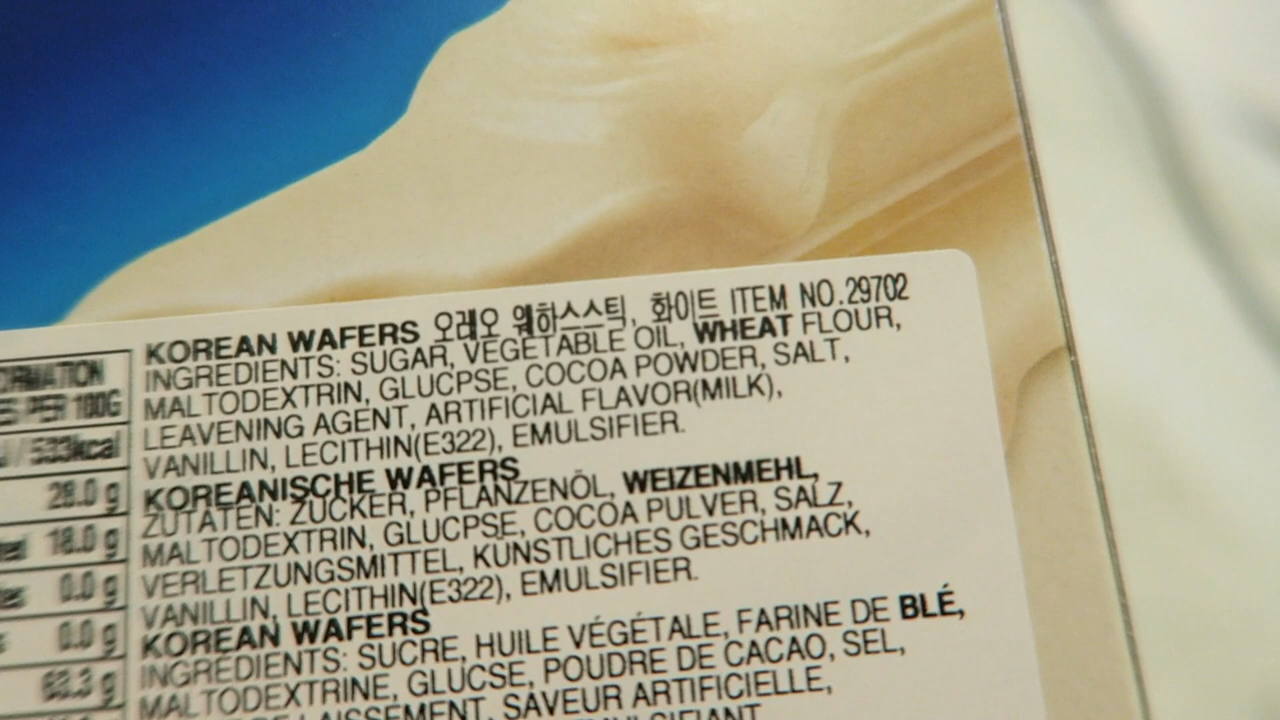 KOREAN WAFERS 오레오 웨하스스틱, 화이트 ITEM NO.29702
INGREDIENTS: SUGAR, VEGETABLE OIL, WHEAT FLOUR,
MALTODEXTRIN, GLUCPSE, COCOA POWDER, SALT,
LEAVENING AGENT, ARTIFICIAL FLAVOR(MILK),
VANILLIN, LECITHIN(E322), EMULSIFIER.
KOREANISCHE WAFERS
ZUTATEN: ZUCKER, PFLANZENÖL, WEIZENMEHL,
MALTODEXTRIN, GLUCPSE, COCOA PULVER, SALZ,
VERLETZUNGSMITTEL, KÜNSTLICHES GESCHMACK,
VANILLIN, LECITHIN(E322), EMULSIFIER.
KOREAN WAFERS
INGRÉDIENTS: SUCRE, HUILE VÉGÉTALE, FARINE DE BLÉ,
MALTODEXTRINE, GLUCSE, POUDRE DE CACAO, SEL,
DE LAISSEMENT, SAVEUR ARTIFICIELLE,
PER 100G
/ 533kcal
28.0 g
18.0 g
0.0 g
0.0 g
63.3 g